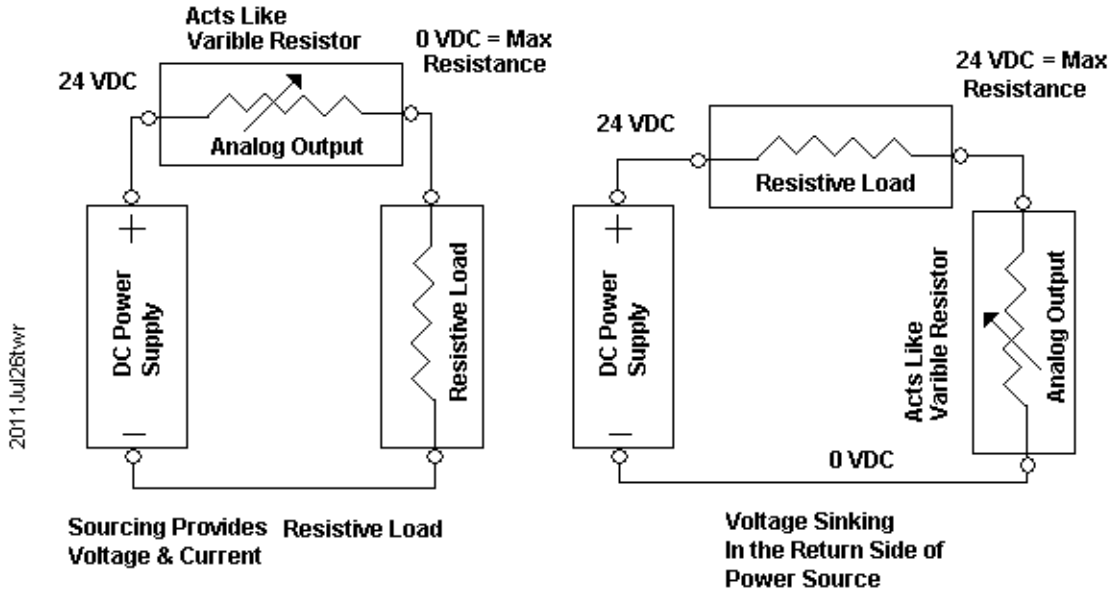 Acts Like
Varible Resistor
0 VDC = Max
Resistance
24 VDC
Analog Output
+
DC Power
Supply
−
Resistive Load
Sourcing Provides
Voltage & Current
Resistive Load
2011Jul26twr
24 VDC = Max
Resistance
24 VDC
Resistive Load
+
DC Power
Supply
−
Acts Like
Varible Resistor
Analog Output
0 VDC
Voltage Sinking
In the Return Side of
Power Source